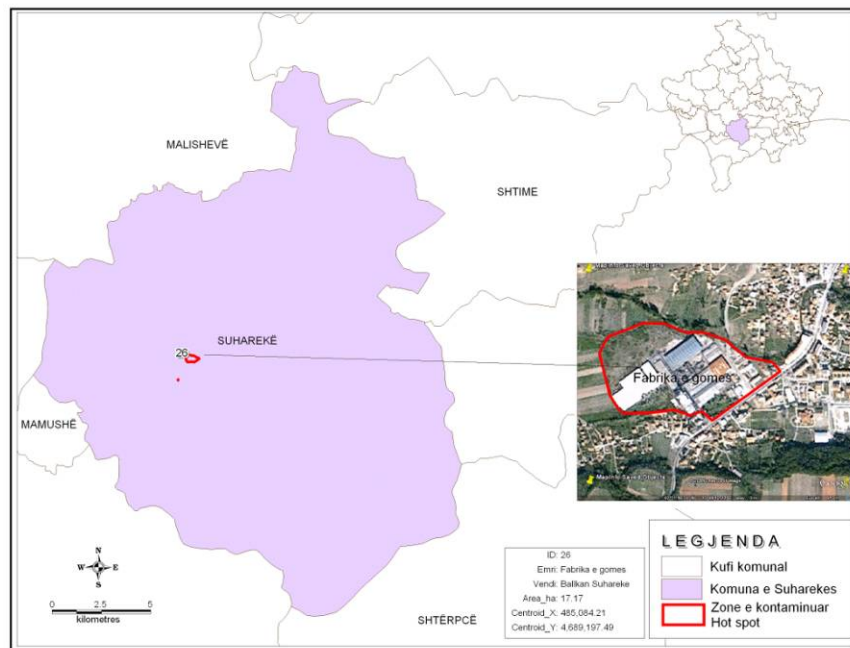 MALISHEVË
SHTIME
SUHAREKË
26
MAMUSHË
SHTËRPCË
Fabrika e gomes
N
W E
S
0 2.5 5
kilometres
ID: 26
Emri: Fabrika e gomes
Vendi: Ballkan Suhareke
Area_ha: 17.17
Centroid_X: 485,084.21
Centroid_Y: 4,689,197.49
LEGJENDA
Kufi komunal
Komuna e Suharekes
Zone e kontaminuar
Hot spot